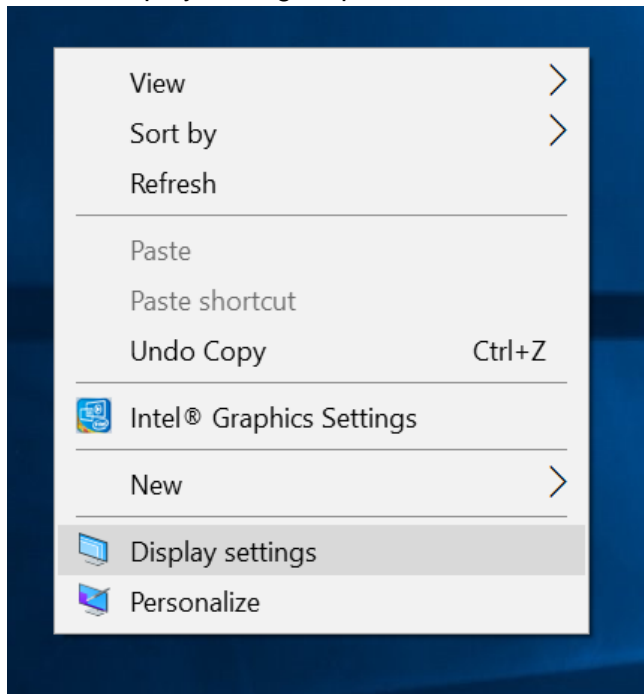 View
Sort by
Refresh
Paste
Paste shortcut
Undo Copy Ctrl+Z
Intel® Graphics Settings
New
Display settings
Personalize